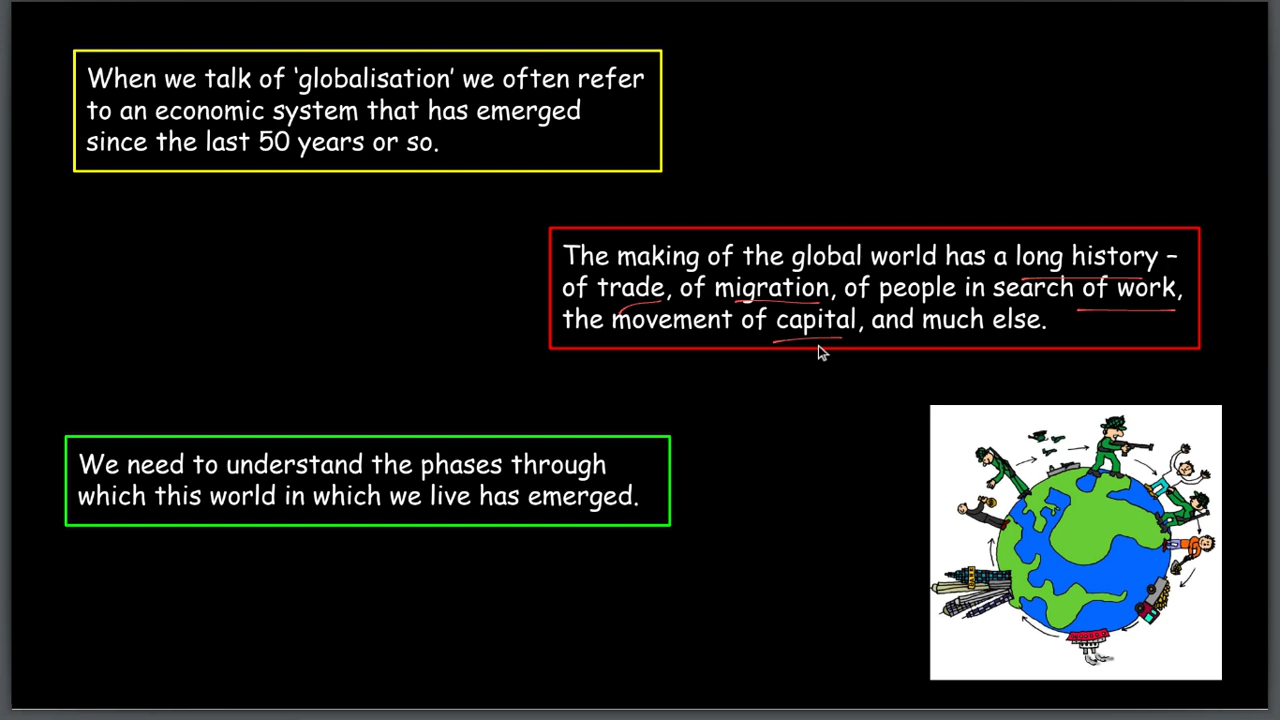 When we talk of ‘globalisation’ we often refer
to an economic system that has emerged
since the last 50 years or so.
The making of the global world has a long history –
of trade, of migration, of people in search of work,
the movement of capital, and much else.
We need to understand the phases through
which this world in which we live has emerged.